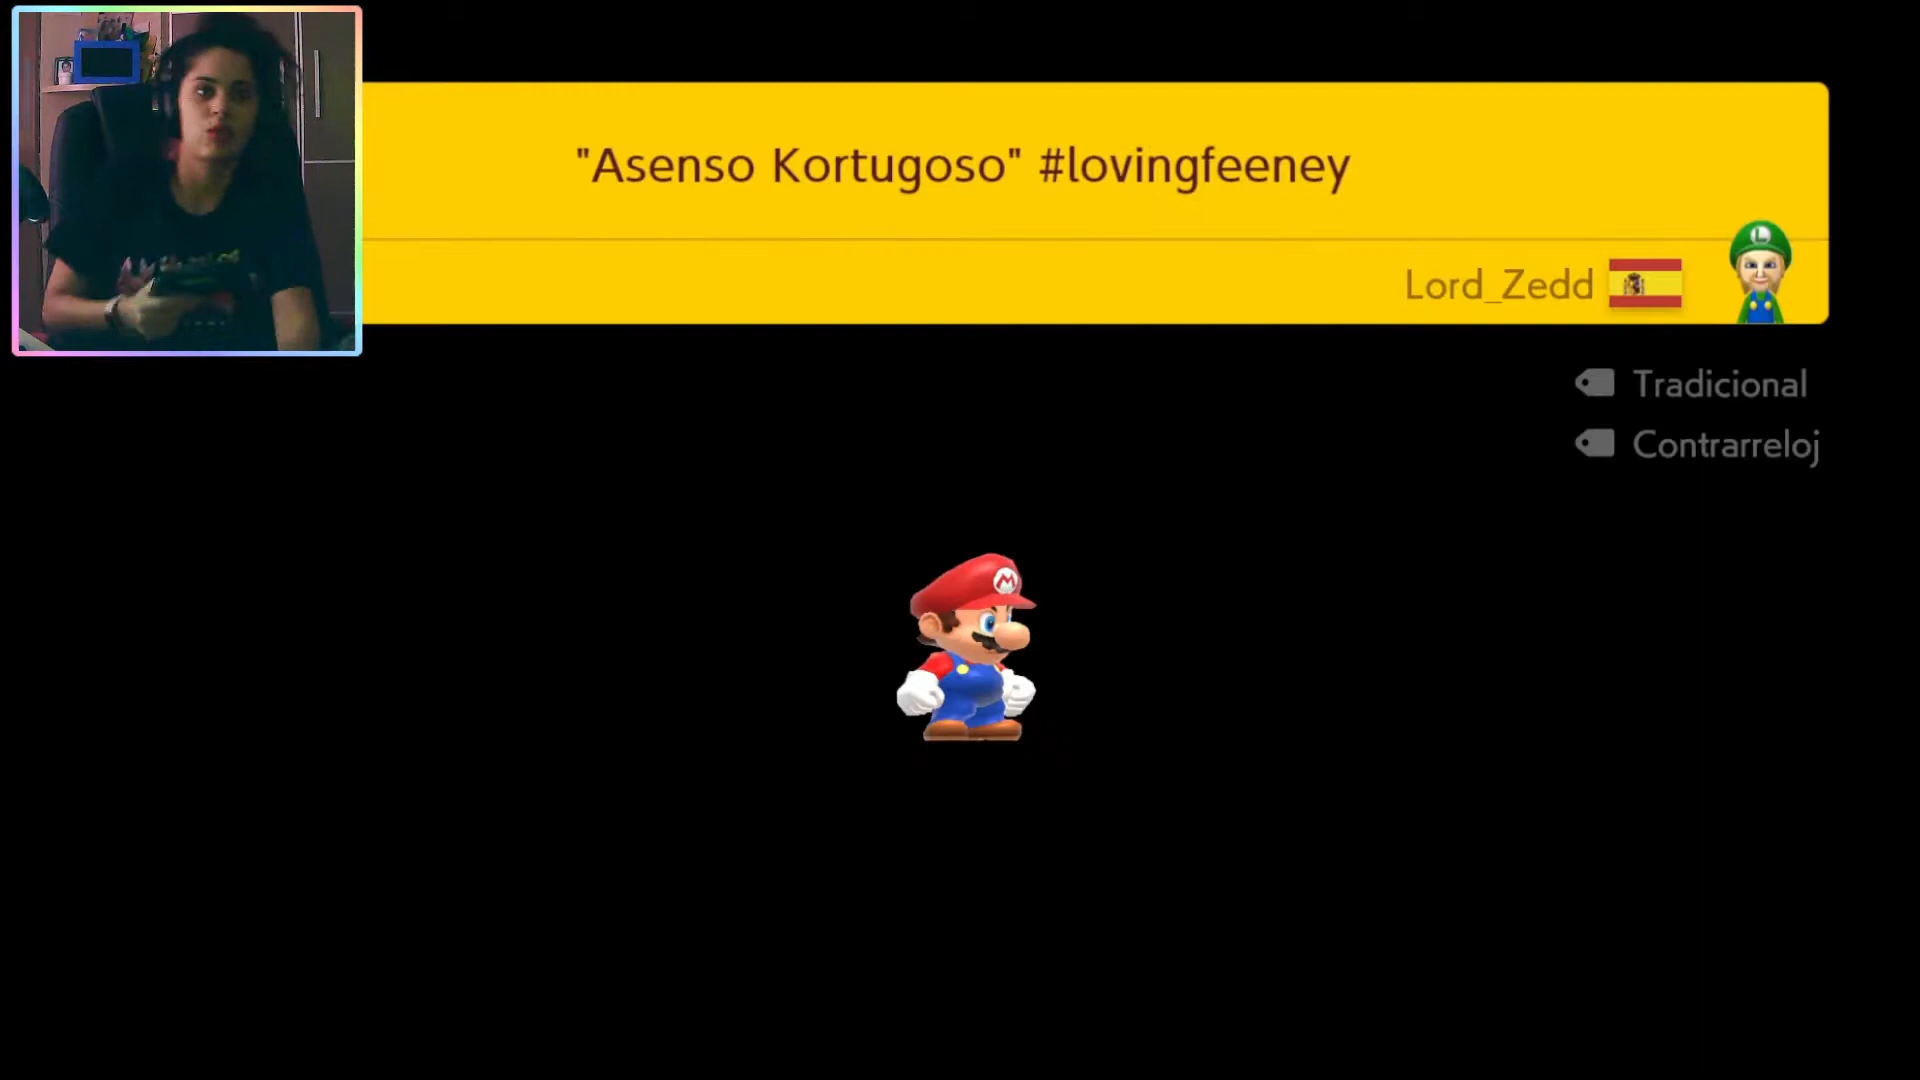 "Asenso Kortugoso" #lovingfeeney
Lord_Zedd
Tradicional
Contrarreloj